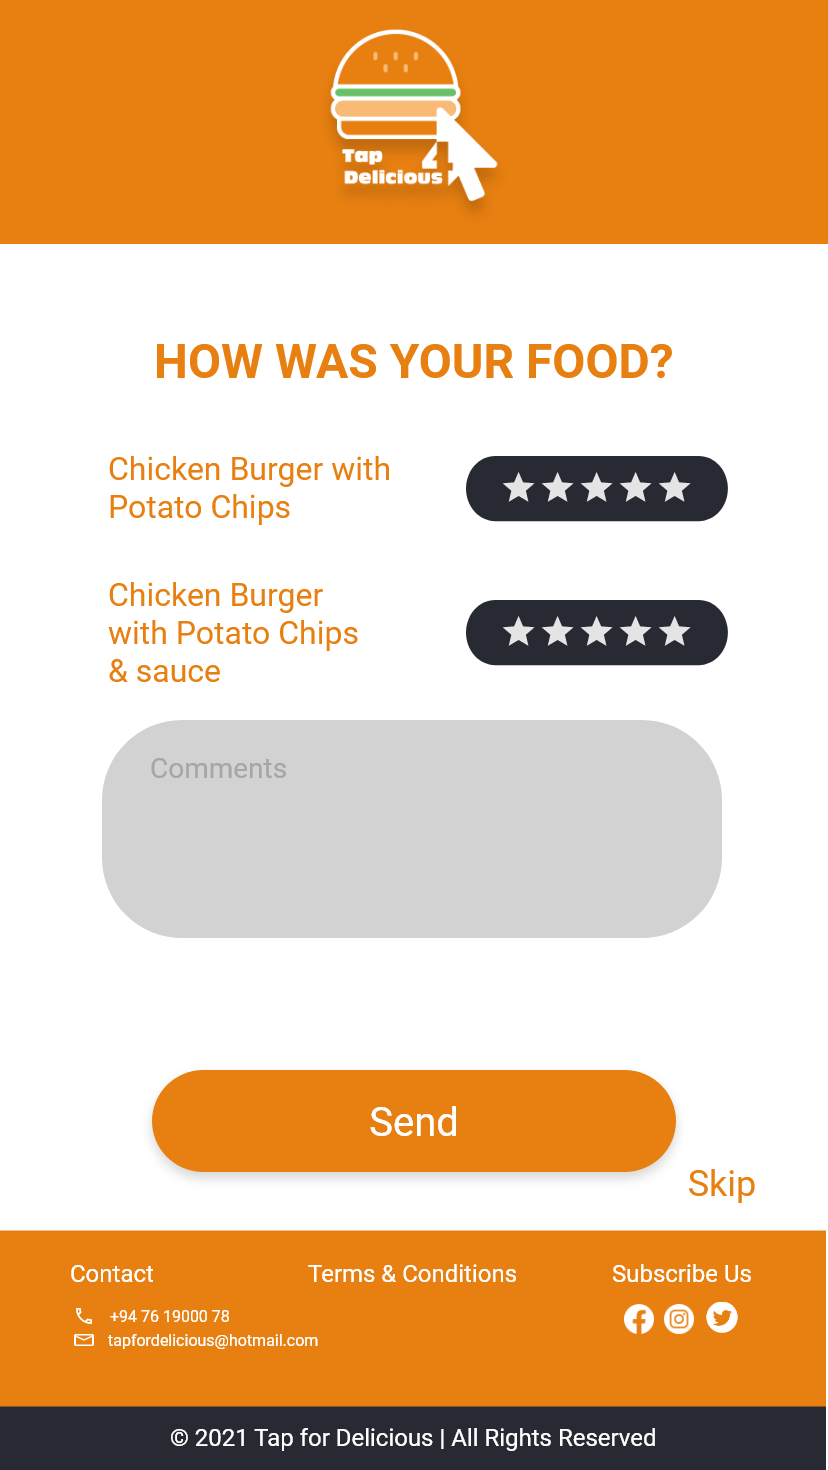 Tap 4
Delicious
HOW WAS YOUR FOOD?
Chicken Burger with
Potato Chips
Chicken Burger
with Potato Chips
& sauce
Comments
Send
Skip
Contact
Terms & Conditions
Subscribe Us
+94 76 19000 78
tapfordelicious@hotmail.com
© 2021 Tap for Delicious | All Rights Reserved